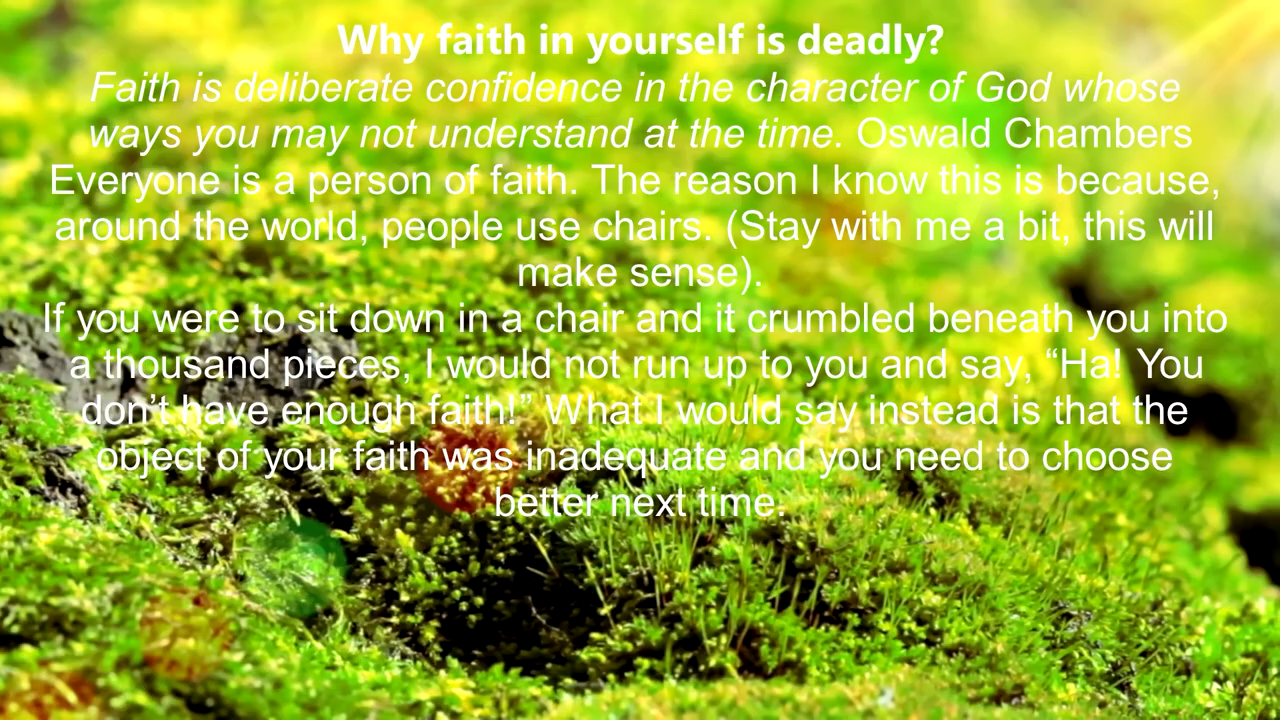 Why faith in yourself is deadly?
Faith is deliberate confidence in the character of God whose
ways you may not understand at the time. Oswald Chambers
Everyone is a person of faith. The reason I know this is because,
around the world, people use chairs. (Stay with me a bit, this will
make sense).
If you were to sit down in a chair and it crumbled beneath you into
a thousand pieces, I would not run up to you and say, “Ha! You
don’t have enough faith!” What I would say instead is that the
object of your faith was inadequate and you need to choose
better next time.